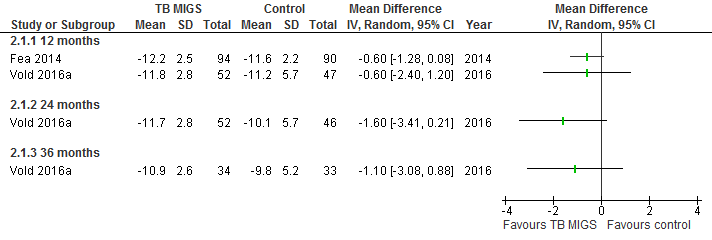 TB MIGS Control Mean Difference Mean Difference
Study or Subgroup Mean SD Total Mean SD Total IV, Random, 95% CI Year IV, Random, 95% CI
2.1.1 12 months
Fea 2014 -12.2 2.5 94 -11.6 2.2 90 -0.60 [-1.28, 0.08] 2014
Vold 2016a -11.8 2.8 52 -11.2 5.7 47 -0.60 [-2.40, 1.20] 2016
2.1.2 24 months
Vold 2016a -11.7 2.8 52 -10.1 5.7 46 -1.60 [-3.41, 0.21] 2016
2.1.3 36 months
Vold 2016a -10.9 2.6 34 -9.8 5.2 33 -1.10 [-3.08, 0.88] 2016
-4 -2 0 2 4
Favours TB MIGS Favours control